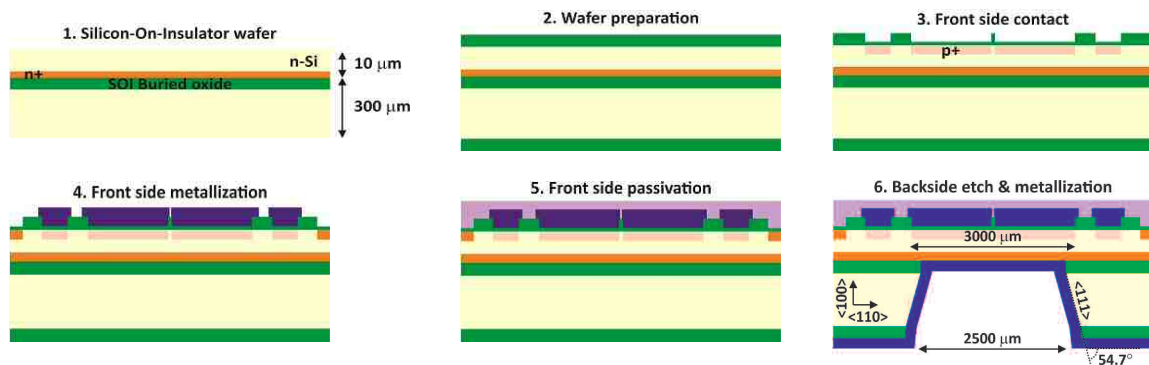 1. Silicon-On-Insulator wafer
n-Si
10 μm
n+
SOI Buried oxide
300 μm
2. Wafer preparation
3. Front side contact
p+
4. Front side metallization
5. Front side passivation
6. Backside etch & metallization
3000 μm
<100>
<110>
<111>
2500 μm
54.7°